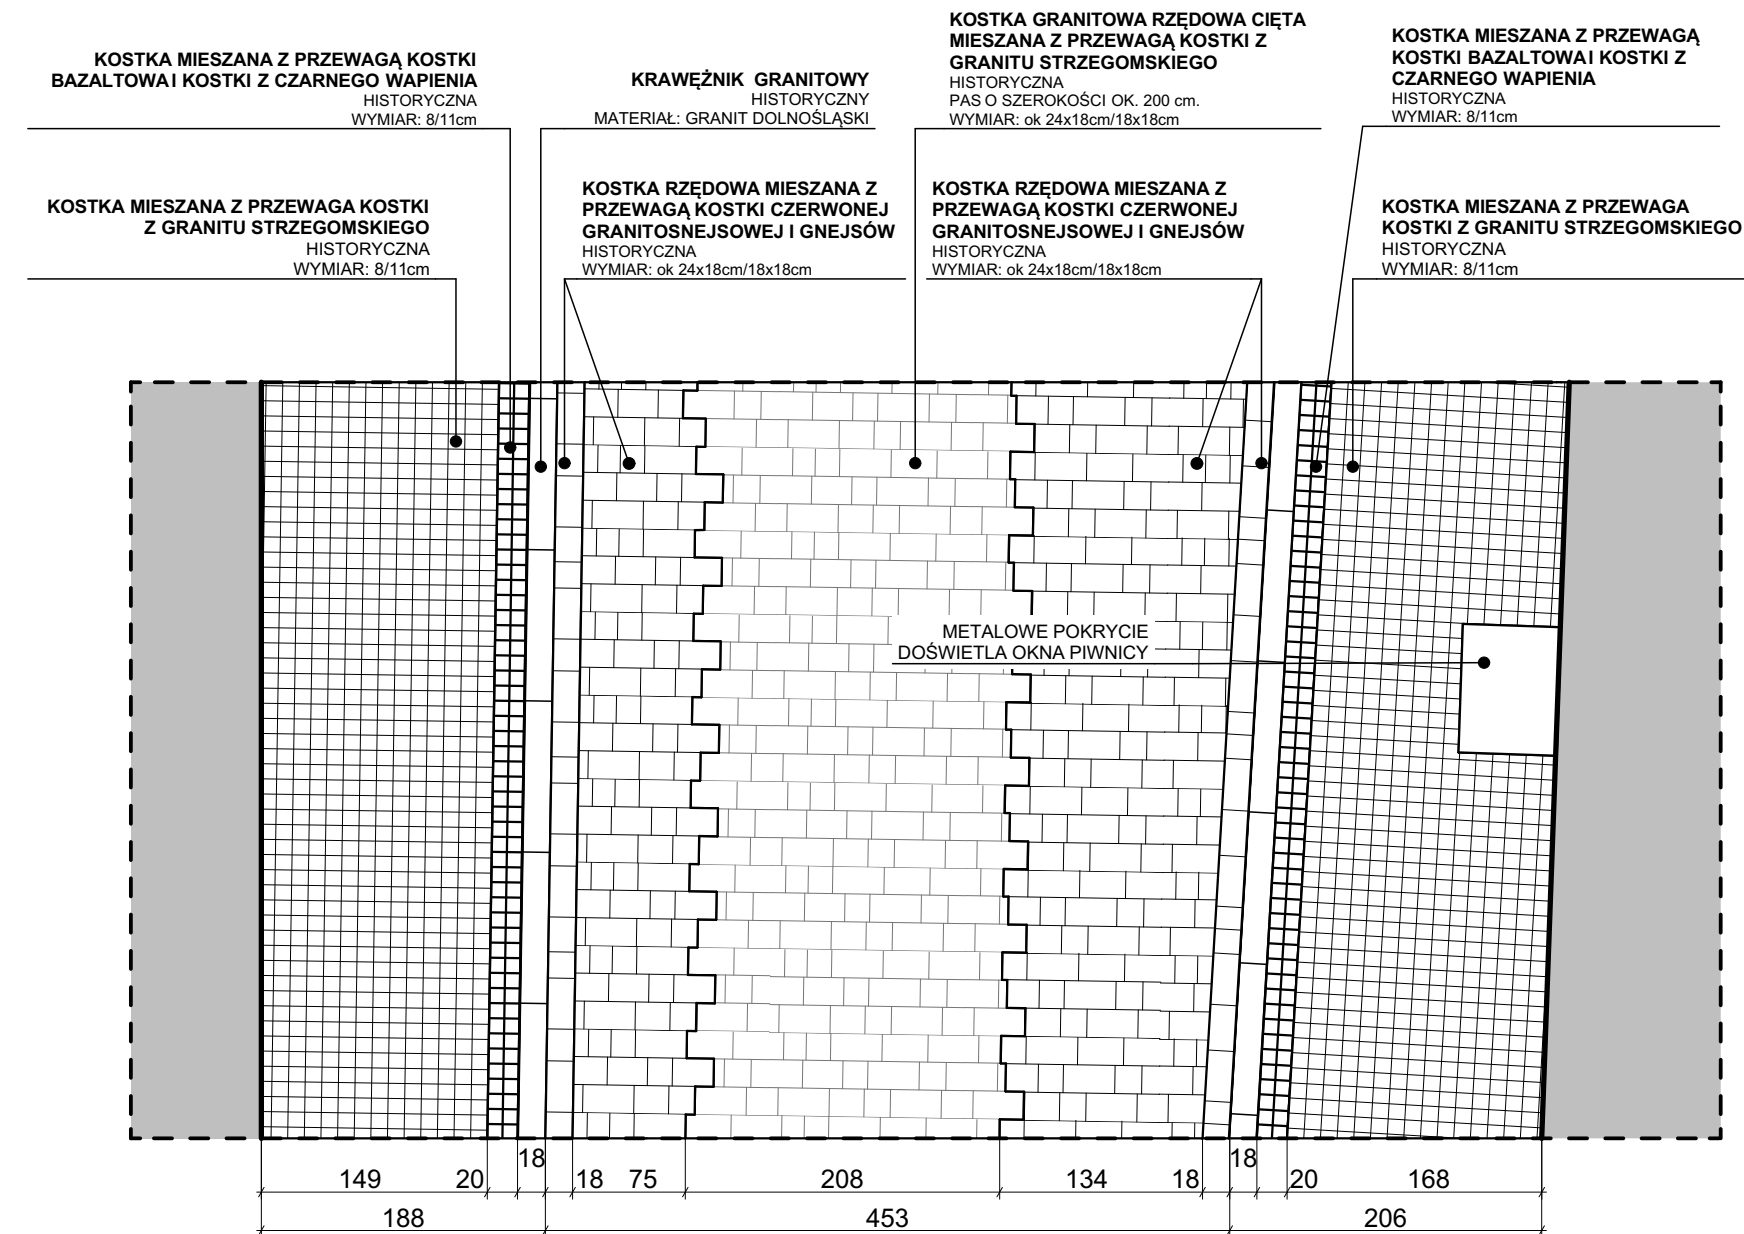 KOSTKA MIESZANA Z PRZEWAGĄ KOSTKI
BAZALTOWA I KOSTKI Z CZARNEGO WAPIENIA
HISTORYCZNA
WYMIAR: 8/11cm
KRAWĘŻNIK GRANITOWY
HISTORYCZNY
MATERIAŁ: GRANIT DOLNOŚLĄSKI
KOSTKA GRANITOWA RZĘDOWA CIĘTA
MIESZANA Z PRZEWAGĄ KOSTKI Z
GRANITU STRZEGOMSKIEGO
HISTORYCZNA
PAS O SZEROKOŚCI OK. 200 cm.
WYMIAR: ok 24x18cm/18x18cm
KOSTKA MIESZANA Z PRZEWAGĄ
KOSTKI BAZALTOWA I KOSTKI Z
CZARNEGO WAPIENIA
HISTORYCZNA
WYMIAR: 8/11cm
KOSTKA MIESZANA Z PRZEWAGA KOSTKI
Z GRANITU STRZEGOMSKIEGO
HISTORYCZNA
WYMIAR: 8/11cm
KOSTKA RZĘDOWA MIESZANA Z
PRZEWAGĄ KOSTKI CZERWONEJ
GRANITOSNEJSOWEJ I GNEJSÓW
HISTORYCZNA
WYMIAR: ok 24x18cm/18x18cm
KOSTKA RZĘDOWA MIESZANA Z
PRZEWAGĄ KOSTKI CZERWONEJ
GRANITOSNEJSOWEJ I GNEJSÓW
HISTORYCZNA
WYMIAR: ok 24x18cm/18x18cm
KOSTKA MIESZANA Z PRZEWAGA
KOSTKI Z GRANITU STRZEGOMSKIEGO
HISTORYCZNA
WYMIAR: 8/11cm
METALOWE POKRYCIE
DOŚWIETLA OKNA PIWNICY
149 20 18 18 75 208 134 18 18 20 168
188 453 206